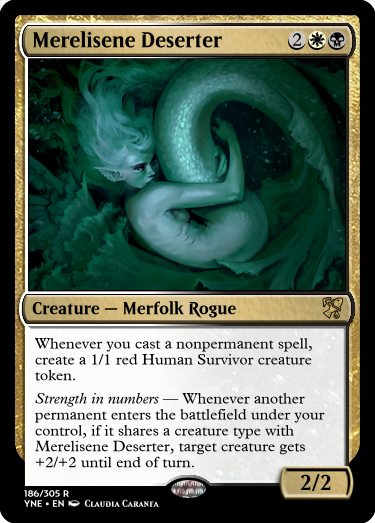 Merelisene Deserter 2
Creature — Merfolk Rogue
Whenever you cast a nonpermanent spell,
create a 1/1 red Human Survivor creature
token.
Strength in numbers — Whenever another
permanent enters the battlefield under your
control, if it shares a creature type with
Merelisene Deserter, target creature gets
+2/+2 until end of turn.
2/2
186/305 R
YNE • EN Claudia Caranfa